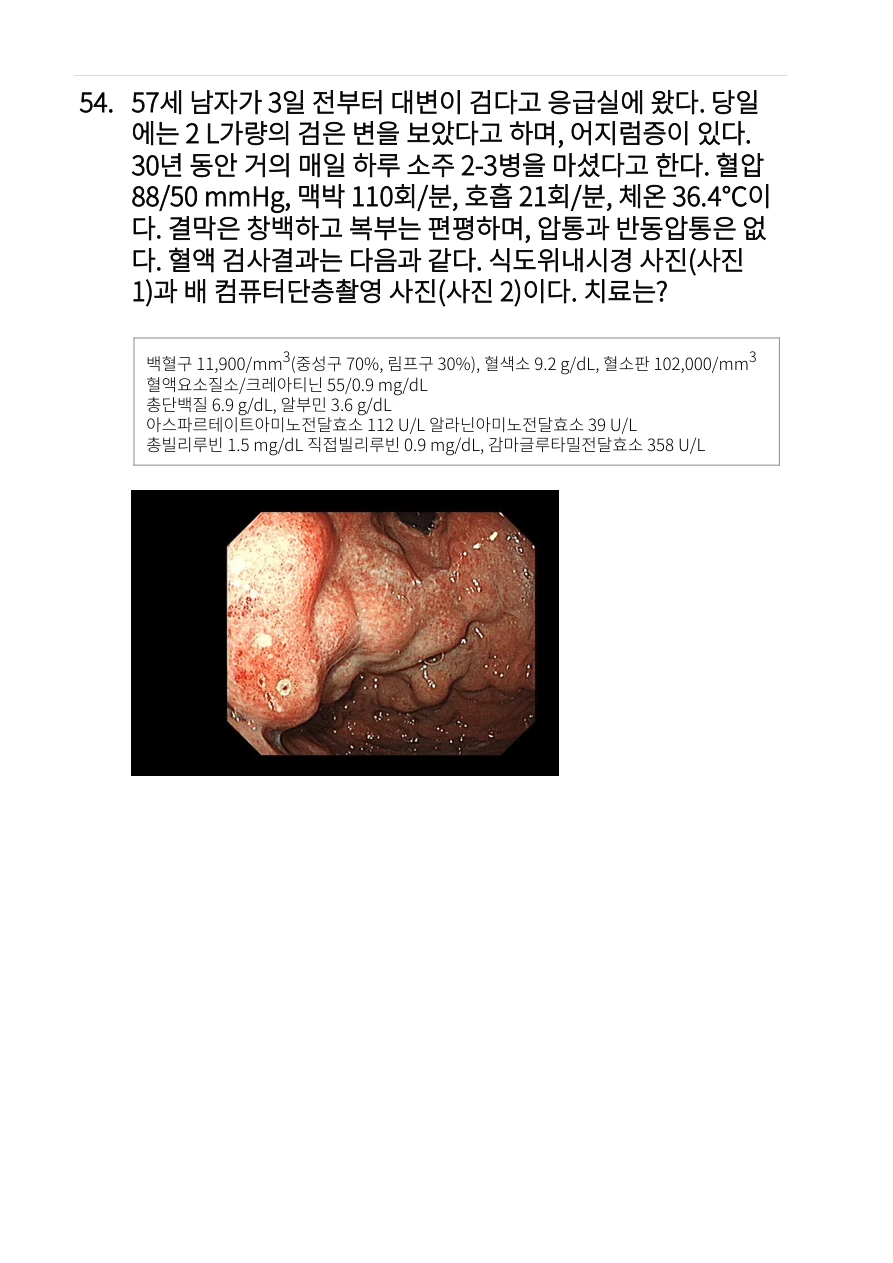 54. 57세 남자가 3일 전부터 대변이 검다고 응급실에 왔다. 당일
에는 2 L가량의 검은 변을 보았다고 하며, 어지럼증이 있다.
30년 동안 거의 매일 하루 소주 2-3병을 마셨다고 한다. 혈압
88/50 mmHg, 맥박 110회/분, 호흡 21회/분, 체온 36.4°C이
다. 결막은 창백하고 복부는 편평하며, 압통과 반동압통은 없
다. 혈액 검사결과는 다음과 같다. 식도위내시경 사진(사진
1)과 배 컴퓨터단층촬영 사진(사진 2)이다. 치료는?
백혈구 11,900/mm³(중성구 70%, 림프구 30%), 혈색소 9.2 g/dL, 혈소판 102,000/mm³
혈액요소질소/크레아티닌 55/0.9 mg/dL
총단백질 6.9 g/dL, 알부민 3.6 g/dL
아스파르테이트아미노전달효소 112 U/L 알라닌아미노전달효소 39 U/L
총빌리루빈 1.5 mg/dL 직접빌리루빈 0.9 mg/dL, 감마글루타밀전달효소 358 U/L